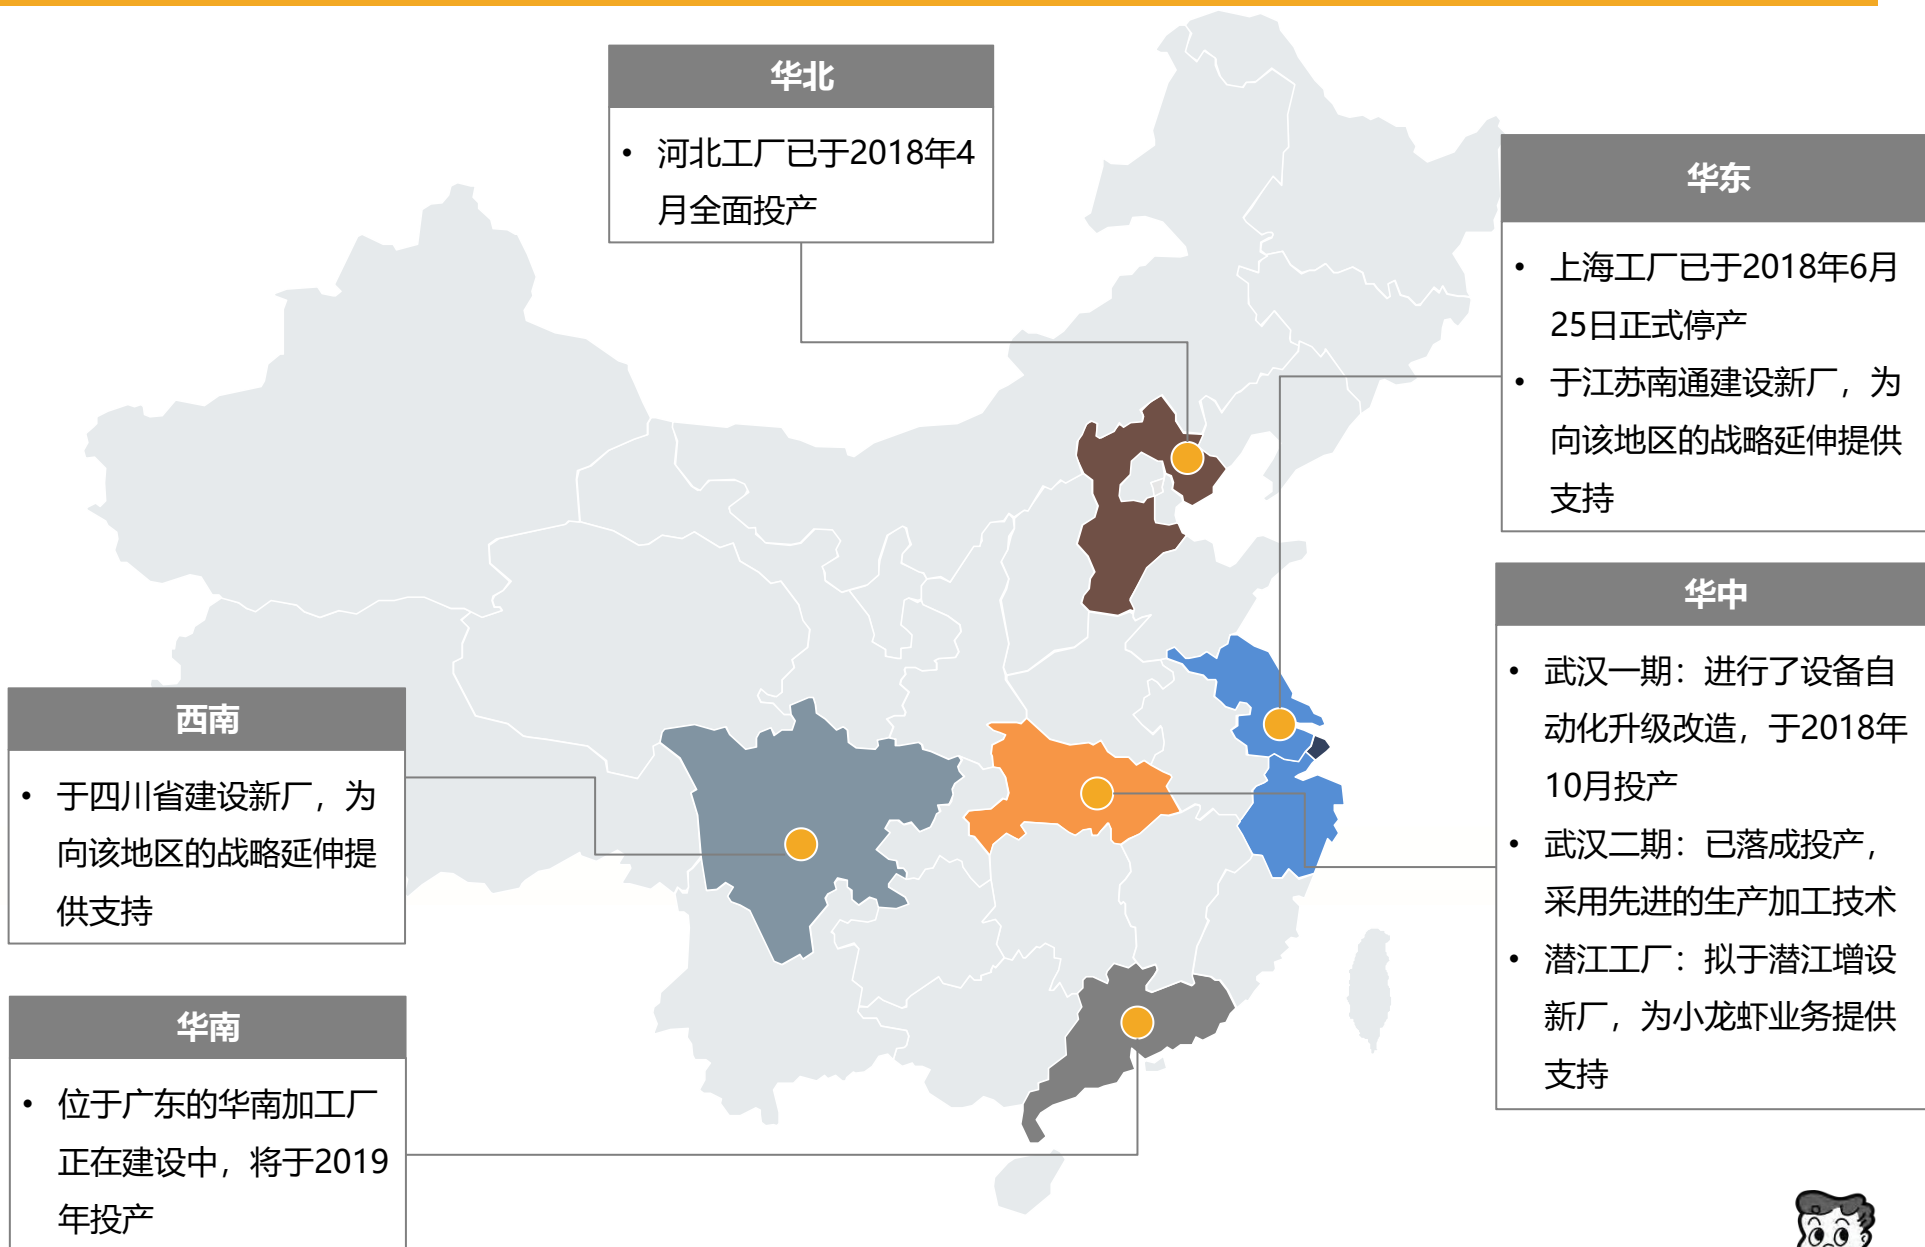 华北
• 河北工厂已于2018年4
月全面投产
华东
• 上海工厂已于2018年6月
25日正式停产
• 于江苏南通建设新厂，为
向该地区的战略延伸提供
支持
华中
• 武汉一期：进行了设备自
动化升级改造，于2018年
10月投产
• 武汉二期：已落成投产，
采用先进的生产加工技术
• 潜江工厂：拟于潜江增设
新厂，为小龙虾业务提供
支持
西南
• 于四川省建设新厂，为
向该地区的战略延伸提
供支持
华南
• 位于广东的华南加工厂
正在建设中，将于2019
年投产